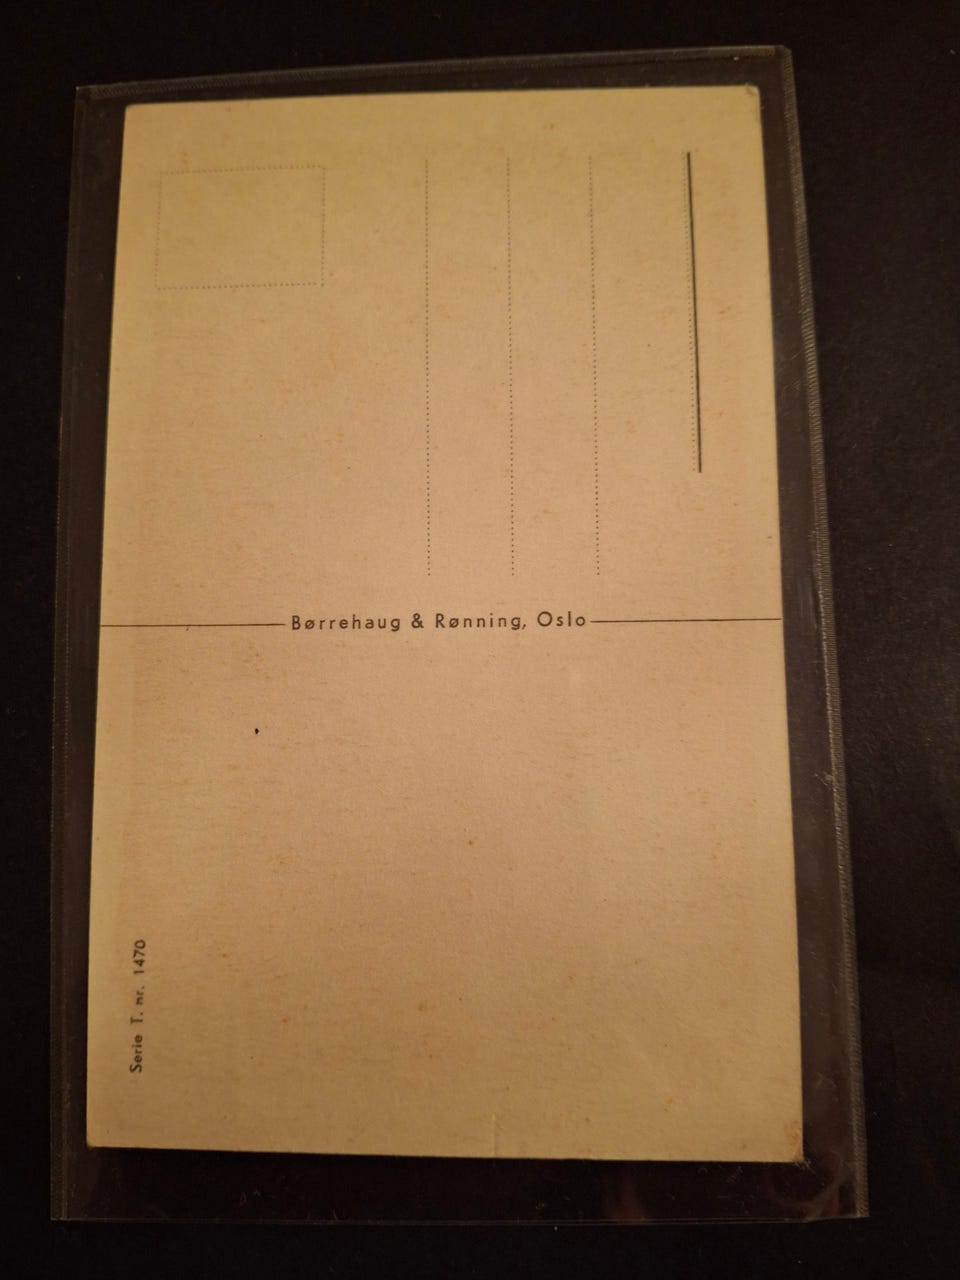 Børrehaug & Rønning, Oslo
Serie T. nr. 1470